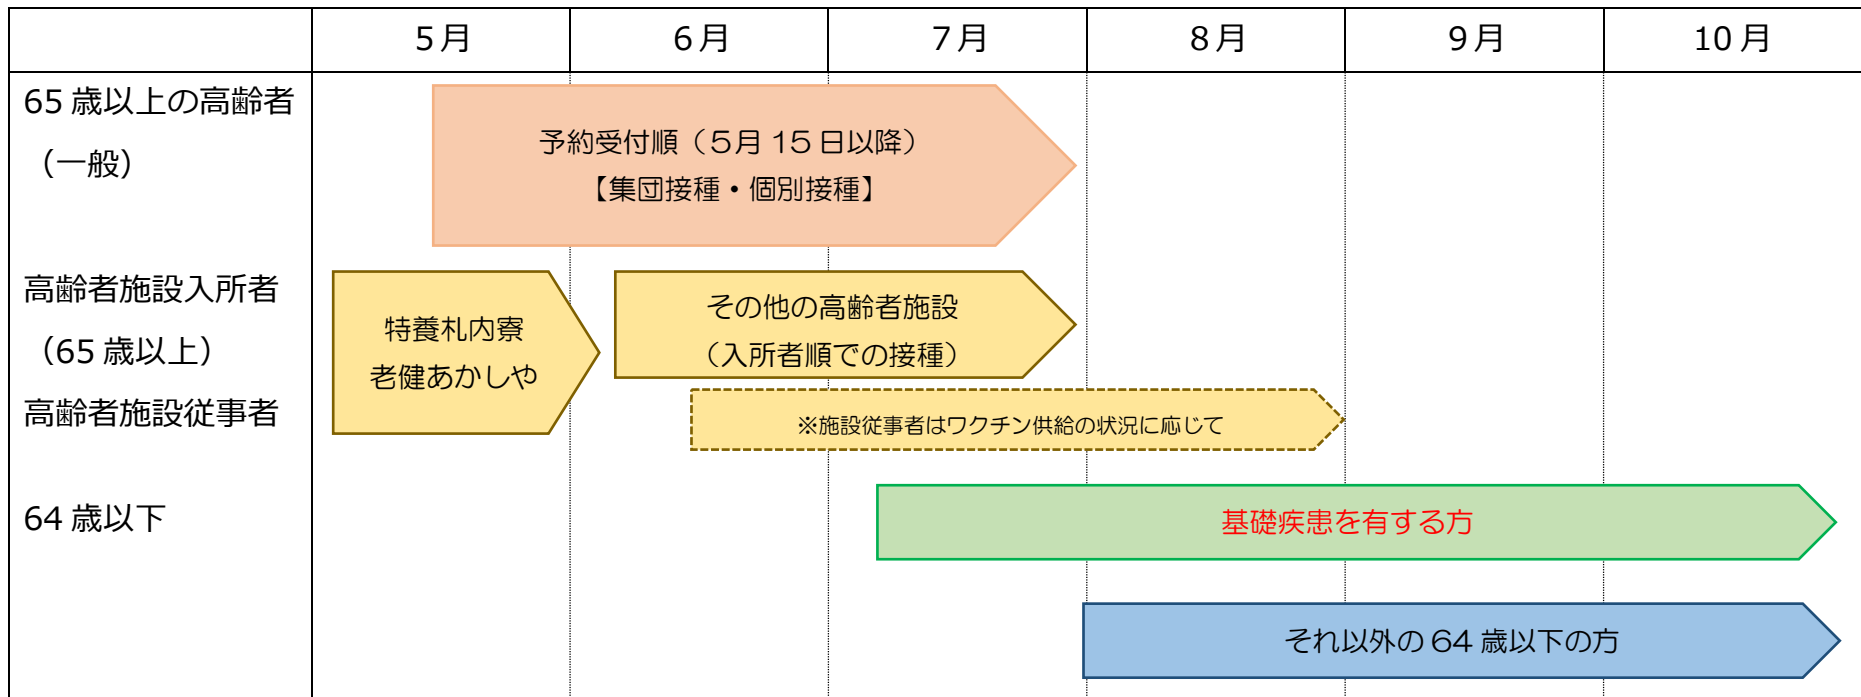 5月 6月 7月 8月 9月 10月
65歳以上の高齢者
（一般）
予約受付順（５月15日以降）
【集団接種・個別接種】
高齢者施設入所者
（65歳以上）
高齢者施設従事者
特養札内寮
老健あかしや
その他の高齢者施設
（入所者順での接種）
※施設従事者はワクチン供給の状況に応じて
64歳以下
基礎疾患を有する方
それ以外の64歳以下の方